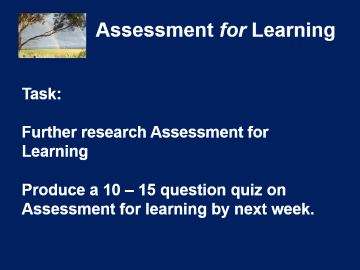 Assessment for Learning
Task:
Further research Assessment for
Learning
Produce a 10 – 15 question quiz on
Assessment for learning by next week.